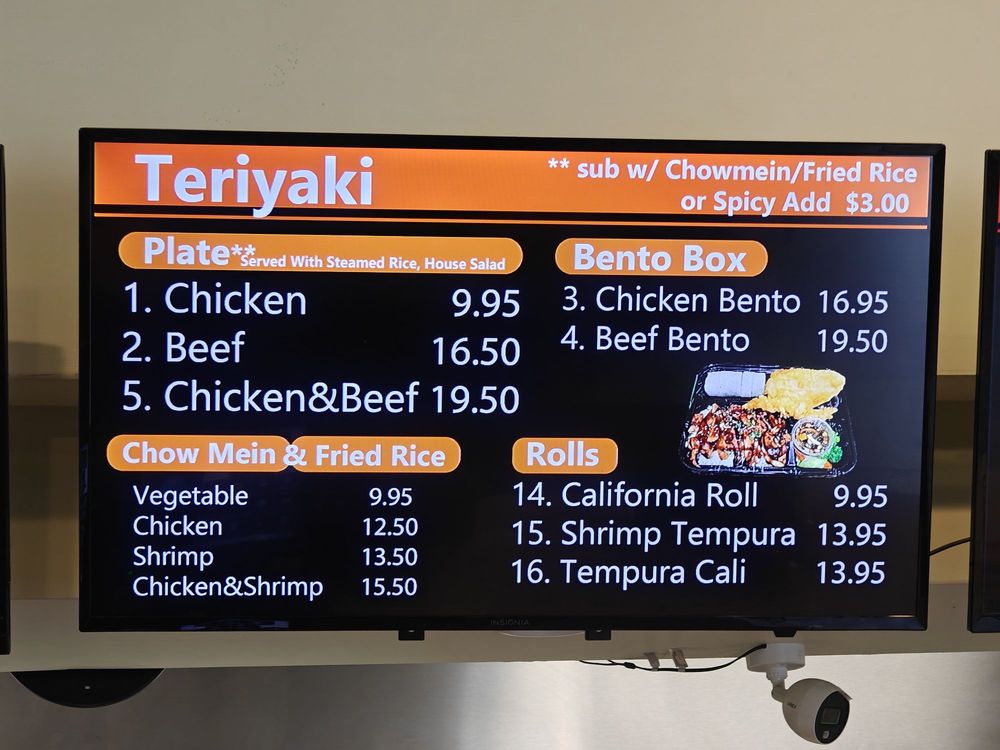 Teriyaki
** sub w/ Chowmein/Fried Rice
or Spicy Add $3.00
Plate** Served With Steamed Rice, House Salad
1. Chicken 9.95
2. Beef 16.50
5. Chicken&Beef 19.50
Bento Box
3. Chicken Bento 16.95
4. Beef Bento 19.50
Chow Mein & Fried Rice
Vegetable 9.95
Chicken 12.50
Shrimp 13.50
Chicken&Shrimp 15.50
Rolls
14. California Roll 9.95
15. Shrimp Tempura 13.95
16. Tempura Cali 13.95
INSIGNIA